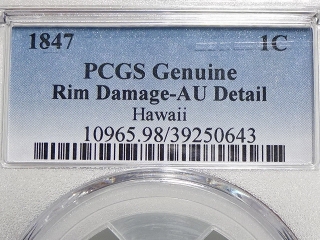 1847 1C
PCGS Genuine
Rim Damage-AU Detail
Hawaii
10965.98/39250643